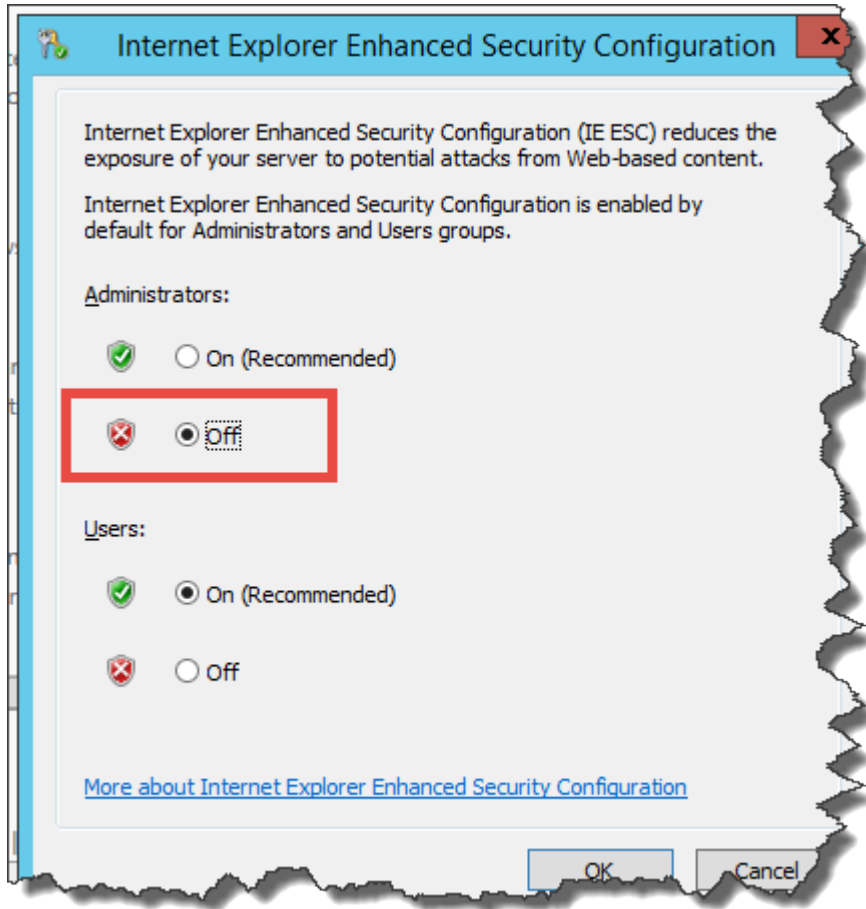 Internet Explorer Enhanced Security Configuration
x
Internet Explorer Enhanced Security Configuration (IE ESC) reduces the
exposure of your server to potential attacks from Web-based content.
Internet Explorer Enhanced Security Configuration is enabled by
default for Administrators and Users groups.
Administrators:
On (Recommended)
Off
Users:
On (Recommended)
Off
More about Internet Explorer Enhanced Security Configuration
OK
Cancel